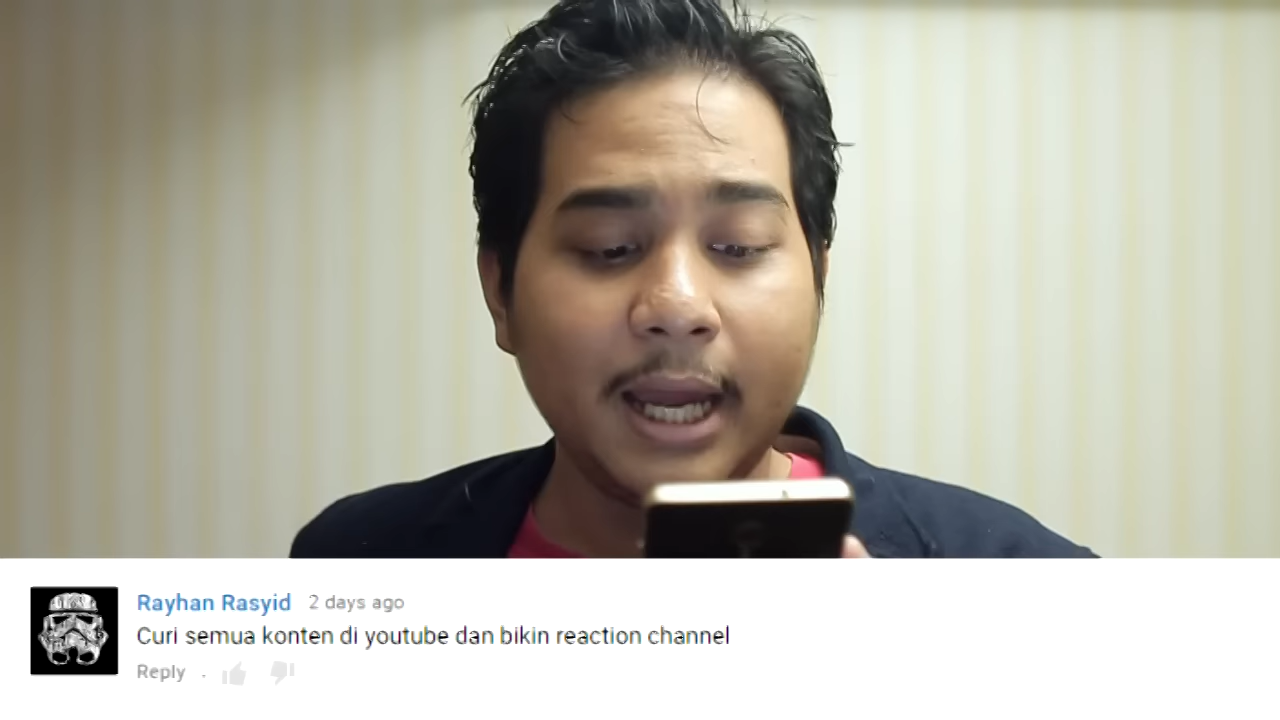 Rayhan Rasyid 2 days ago
Curi semua konten di youtube dan bikin reaction channel
Reply .